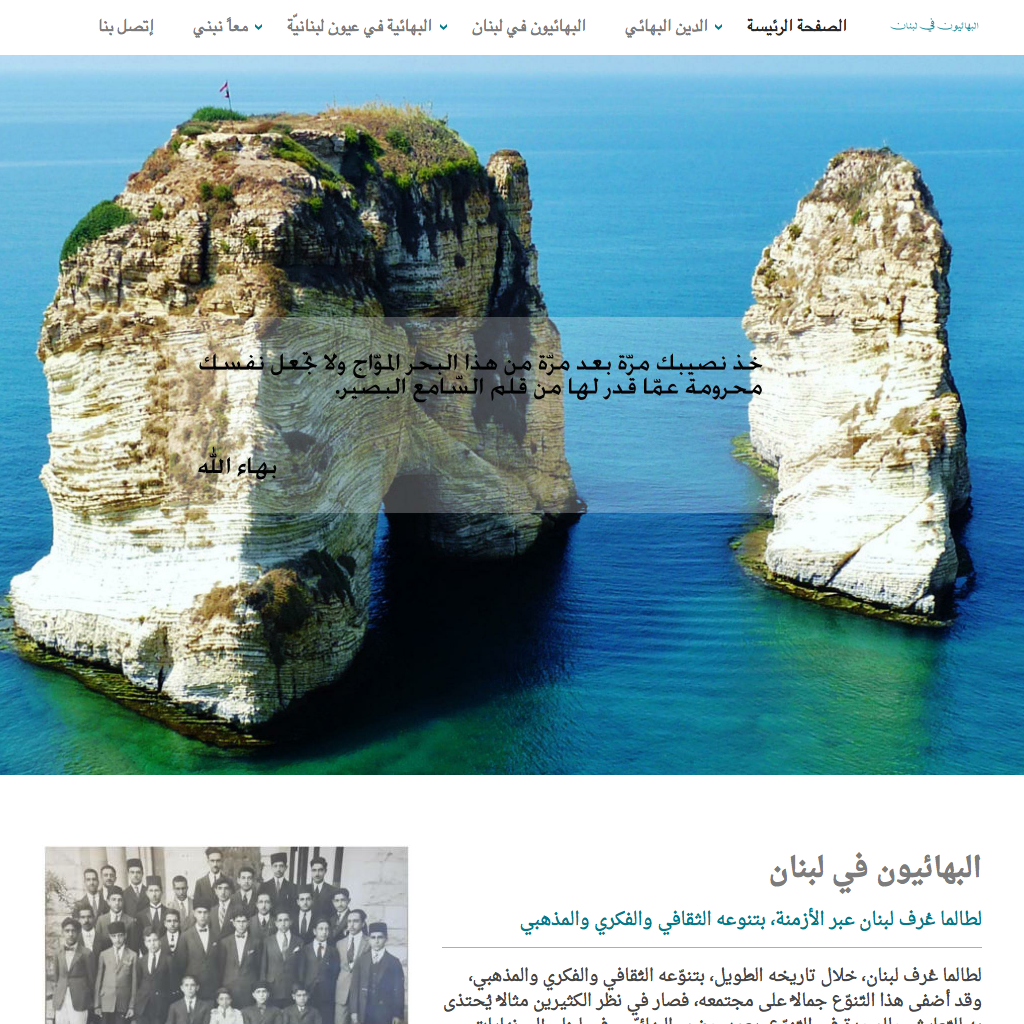 البهائيون في لبنان
الصفحة الرئيسة
الدين البهائي
البهائيون في لبنان
البهائية في عيون لبنانيّة
معاً نبني
إتصل بنا
خذ نصيبك مرّة بعد مرّة من هذا البحر الموّاج ولا تجعل نفسك
محرومة عمّا قدر لها من قلم السّامع البصير.
بهاء الله
البهائيون في لبنان
لطالما عُرف لبنان عبر الأزمنة، بتنوعه الثقافي والفكري والمذهبي
لطالما عُرف لبنان، خلال تاريخه الطويل، بتنوّعه الثقافي والفكري والمذهبي،
وقد أضفى هذا التنوّع جمالاً على مجتمعه، فصار في نظر الكثيرين مثالاً يُحتذى